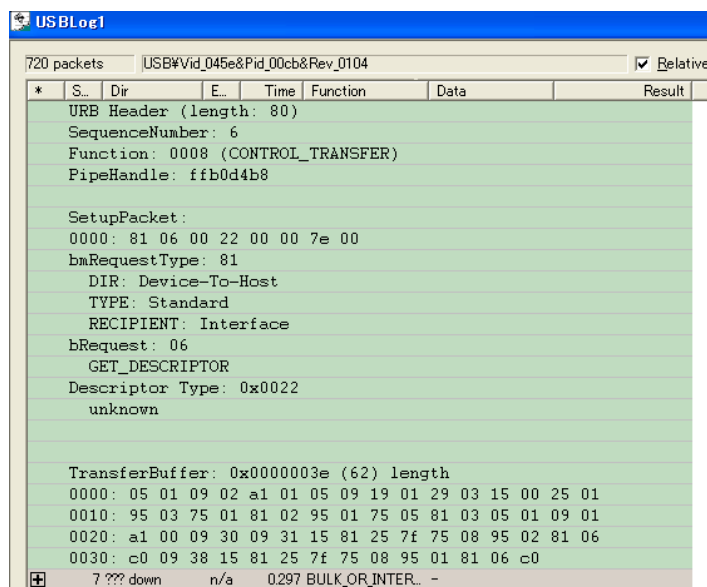 USBLog1
720 packets USB¥Vid_045e&Pid_00cb&Rev_0104 Relative
* S... Dir E... Time Function Data Result
URB Header (length: 80)
SequenceNumber: 6
Function: 0008 (CONTROL_TRANSFER)
PipeHandle: ffb0d4b8
SetupPacket:
0000: 81 06 00 22 00 00 7e 00
bmRequestType: 81
DIR: Device-To-Host
TYPE: Standard
RECIPIENT: Interface
bRequest: 06
GET_DESCRIPTOR
Descriptor Type: 0x0022
unknown
TransferBuffer: 0x0000003e (62) length
0000: 05 01 09 02 a1 01 05 09 19 01 29 03 15 00 25 01
0010: 95 03 75 01 81 02 95 01 75 05 81 03 05 01 09 01
0020: a1 00 09 30 09 31 15 81 25 7f 75 08 95 02 81 06
0030: c0 09 38 15 81 25 7f 75 08 95 01 81 06 c0
7 ??? down n/a 0.297 BULK_OR_INTER... -